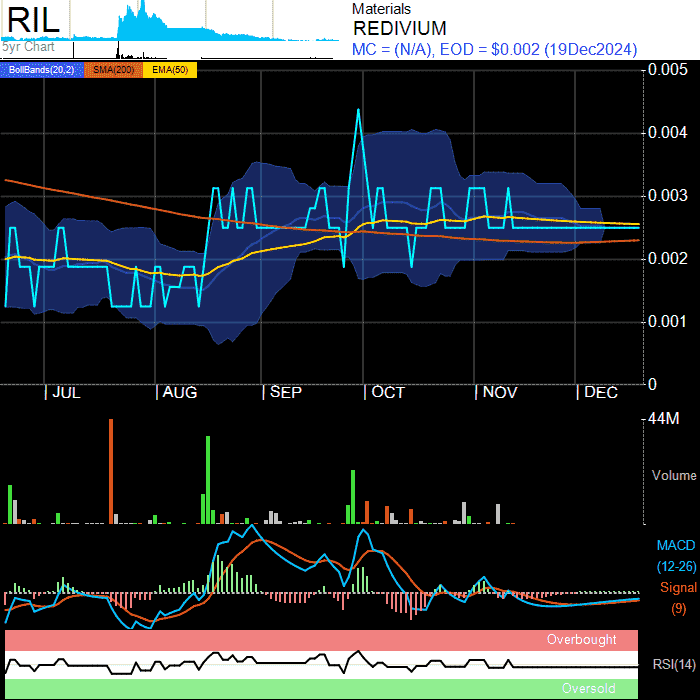 RIL
5yr Chart
Materials
REDIVIUM
MC = (N/A), EOD = $0.002 (19Dec2024)
BollBands(20,2) SMA(200) EMA(50)
0.005
0.004
0.003
0.002
0.001
0
JUL AUG SEP OCT NOV DEC
44M
Volume
MACD
(12-26)
Signal
(9)
Overbought
RSI(14)
Oversold